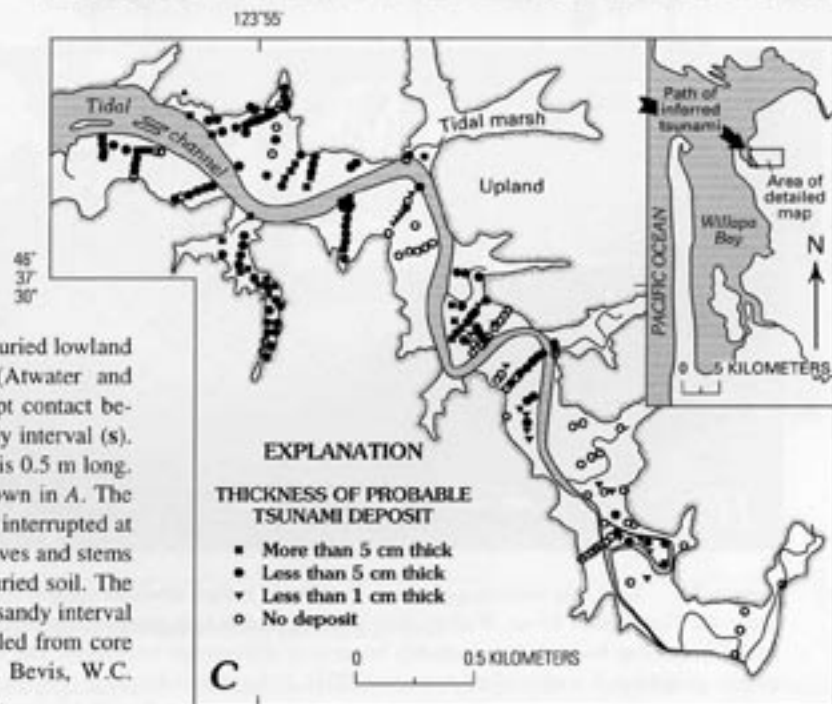 123°55'
46°
37'
30"
Tidal
channel
Tidal marsh
Upland
Path of
inferred
tsunami
Area of
detailed
map
Willapa
Bay
N
PACIFIC OCEAN
0 5 KILOMETERS
EXPLANATION
THICKNESS OF PROBABLE
TSUNAMI DEPOSIT
More than 5 cm thick
Less than 5 cm thick
Less than 1 cm thick
No deposit
0 0.5 KILOMETERS
C
uried lowland
(Atwater and
pt contact be-
y interval (s).
is 0.5 m long.
own in A. The
interrupted at
ves and stems
uried soil. The
sandy interval
led from core
Bevis, W.C.